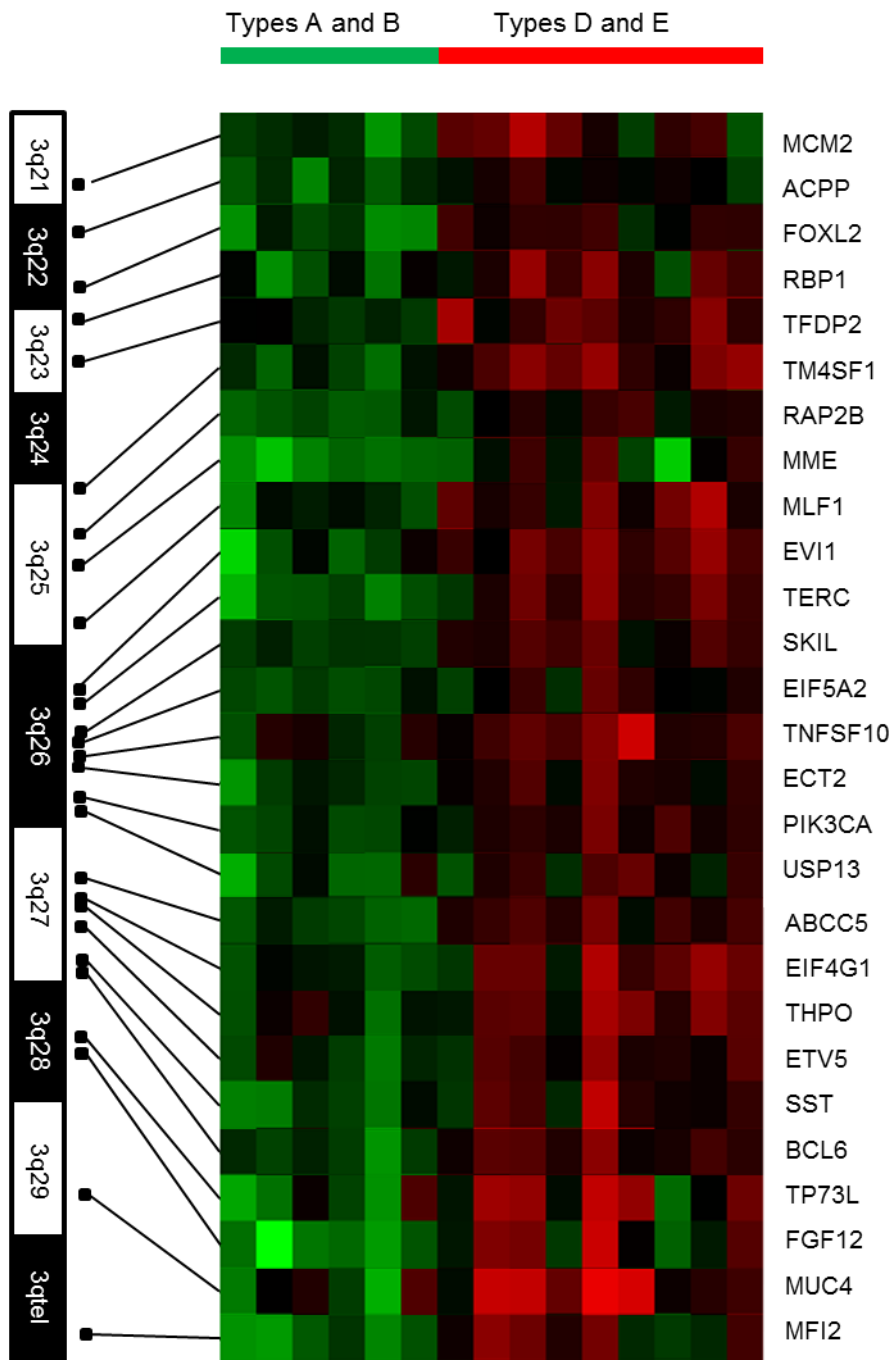 Types A and B
Types D and E
3q21
3q22
3q23
3q24
3q25
3q26
3q27
3q28
3q29
3qtel
MCM2
ACPP
FOXL2
RBP1
TFDP2
TM4SF1
RAP2B
MME
MLF1
EVI1
TERC
SKIL
EIF5A2
TNFSF10
ECT2
PIK3CA
USP13
ABCC5
EIF4G1
THPO
ETV5
SST
BCL6
TP73L
FGF12
MUC4
MFI2